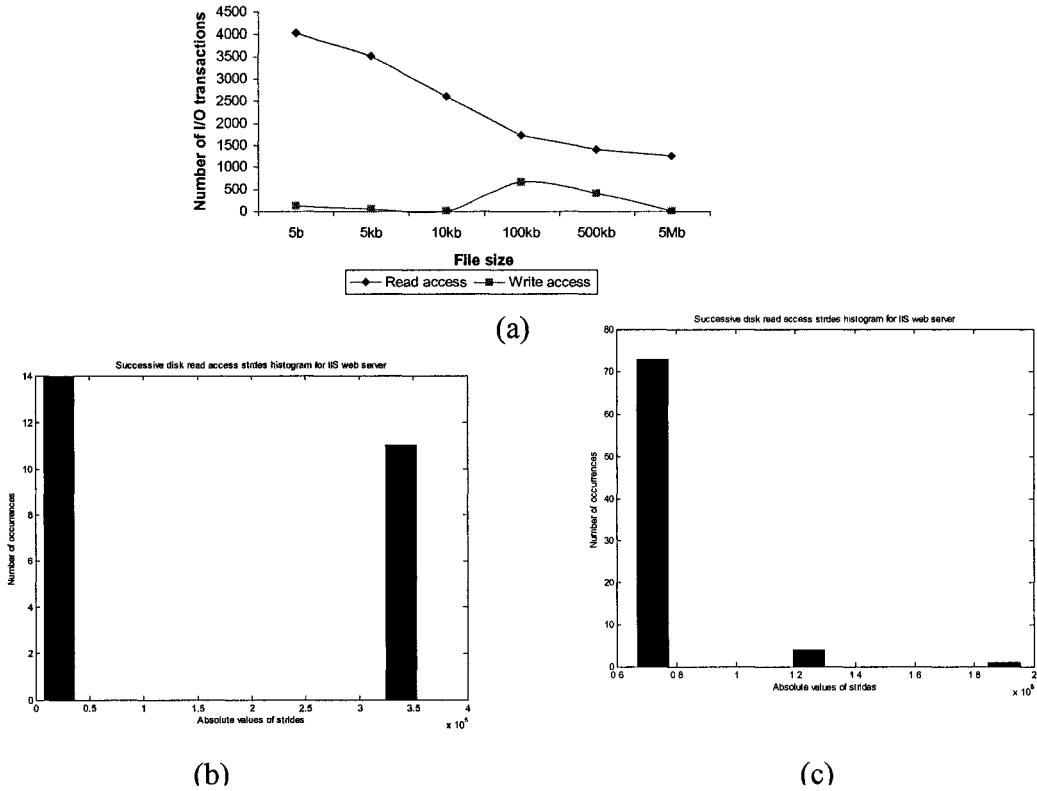 4500
4000
3500
3000
2500
2000
1500
1000
500
0
Number of I/O transactions
5b 5kb 10kb 100kb 500kb 5Mb
File size
Read access Write access
(a)
Successive disk read access strdes histogram for IIS web server
14
12
10
8
6
4
2
0
Number of occurrences
0 0.5 1 1.5 2 2.5 3 3.5 4
Absolute values of strides
x 10
(b)
Successive disk read access strdes histogram for IIS web server
80
70
60
50
40
30
20
10
0
Number of occurrences
0 6 0 8 1 1 2 1 4 1 6 1 8 2
Absolute values of strides
x 10
(c)